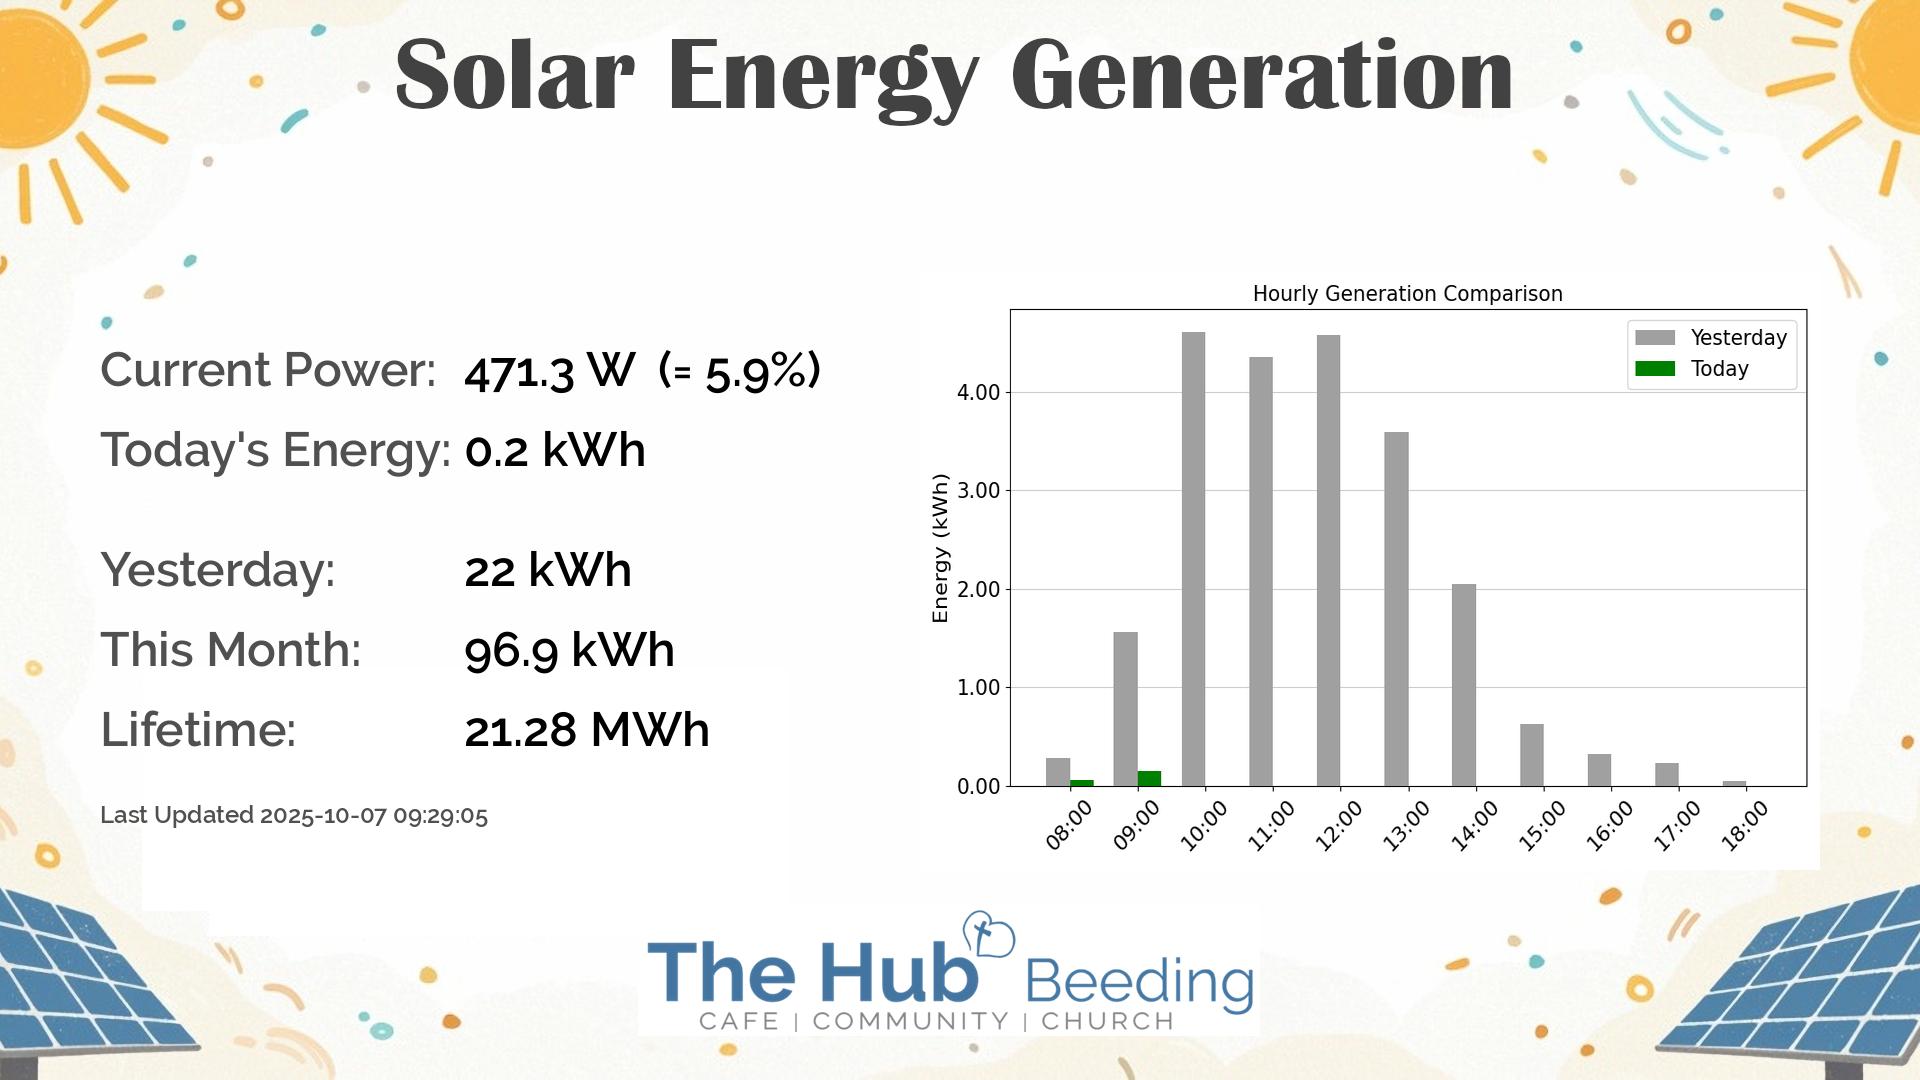 Solar Energy Generation
Current Power: 471.3 W (= 5.9%)
Today's Energy: 0.2 kWh
Yesterday: 22 kWh
This Month: 96.9 kWh
Lifetime: 21.28 MWh
Last Updated 2025-10-07 09:29:05
Hourly Generation Comparison
Yesterday
Today
Energy (kWh)
4.00
3.00
2.00
1.00
0.00
08:00 09:00 10:00 11:00 12:00 13:00 14:00 15:00 16:00 17:00 18:00
The Hub Beeding
CAFE | COMMUNITY | CHURCH